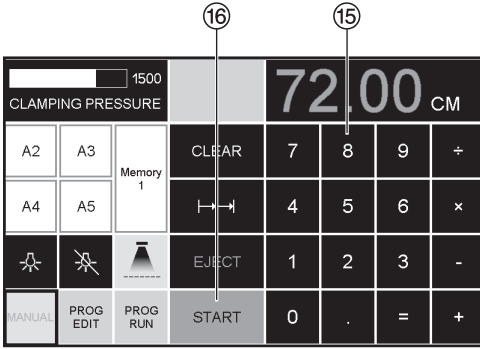 16 15
1500
CLAMPING PRESSURE
72.00 CM
A2 A3 Memory 1 CLEAR 7 8 9 ÷
A4 A5 4 5 6 ×
EJECT 1 2 3 -
MANUAL PROG EDIT PROG RUN START 0 . = +